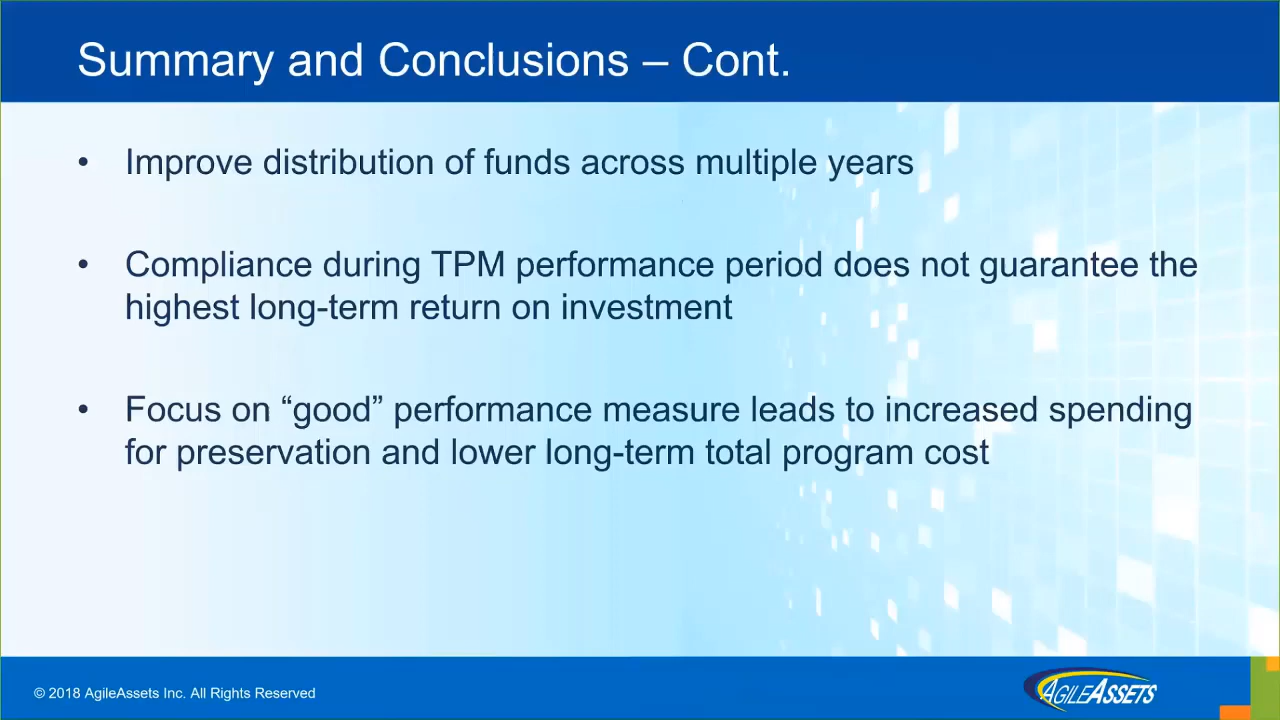 Summary and Conclusions – Cont.
• Improve distribution of funds across multiple years
• Compliance during TPM performance period does not guarantee the
highest long-term return on investment
• Focus on “good” performance measure leads to increased spending
for preservation and lower long-term total program cost
© 2018 AgileAssets Inc. All Rights Reserved
AGILEASSETS